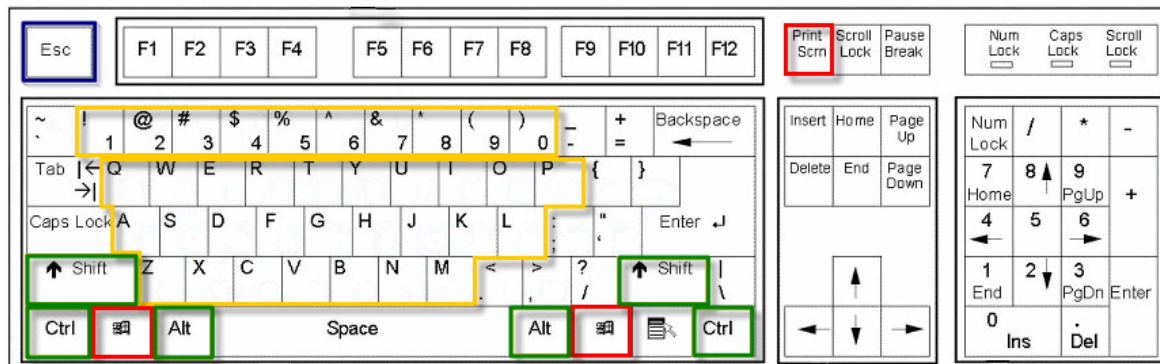 Esc F1 F2 F3 F4 F5 F6 F7 F8 F9 F10 F11 F12 Print Scrn Scroll Lock Pause Break Num Lock Caps Lock Scroll Lock
~ ! @ # $ % ^ & * ( ) _ + Backspace
` 1 2 3 4 5 6 7 8 9 0 - =
Tab Q W E R T Y U I O P { }
Caps Lock A S D F G H J K L : " Enter
; ‘
Shift Z X C V B N M < > ? Shift |
. , / \
Ctrl Alt Space Alt Ctrl
Insert Home Page Up
Delete End Page Down
Num Lock / * -
7 Home 8 9 PgUp +
4 5 6
1 End 2 3 PgDn Enter
0 Ins . Del